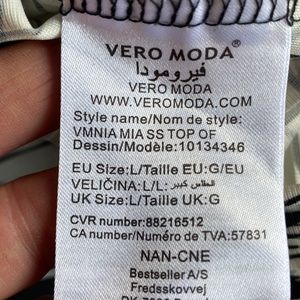 VERO MODA®
فيرومودا
VERO MODA
WWW.VEROMODA.COM
Style name/Nom de style:
VMNIA MIA SS TOP OF
Dessin/Modèle:10134346
EU Size:L/Taille EU:G/EU
VELIČINA:L/L: كبير
UK Size:L/Taille UK:G
CVR number:88216512
CA number/Numéro de TVA:57831
NAN-CNE
Bestseller A/S
Fredsskovvej